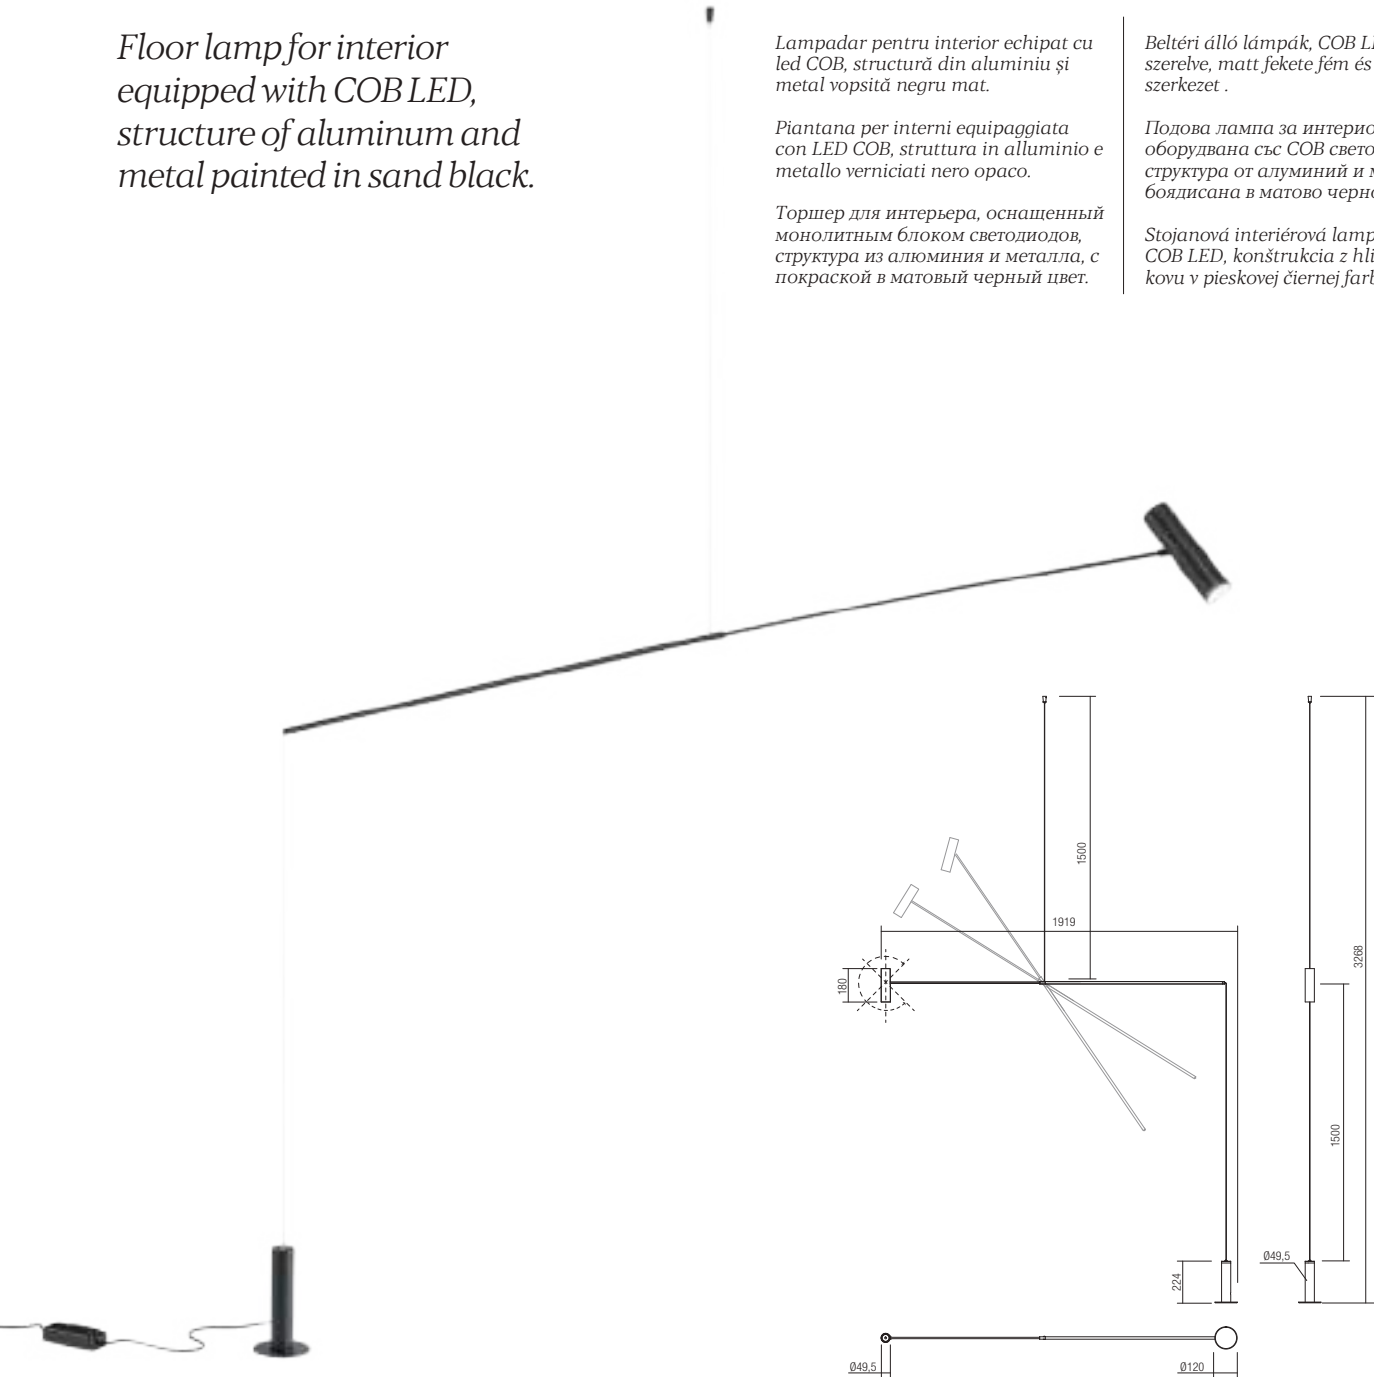 Floor lamp for interior
equipped with COB LED,
structure of aluminum and
metal painted in sand black.
Lampadar pentru interior echipat cu
led COB, structură din aluminiu și
metal vopsită negru mat.
Piantana per interni equipaggiata
con LED COB, struttura in alluminio e
metallo verniciati nero opaco.
Торшер для интерьера, оснащенный
монолитным блоком светодиодов,
структура из алюминия и металла, с
покраской в матовый черный цвет.
Beltéri álló lámpák, COB
szerelve, matt fekete fém és
szerkezet .
Подова лампа за
оборудвана със COB
структура от алуминий и
боядисана в матово
Stojanová interiérová
COB LED, konštrukcia z
kovu v pieskovej čiernej
1500
1919
180
3268
1500
224
Ø49,5
Ø49,5
Ø120